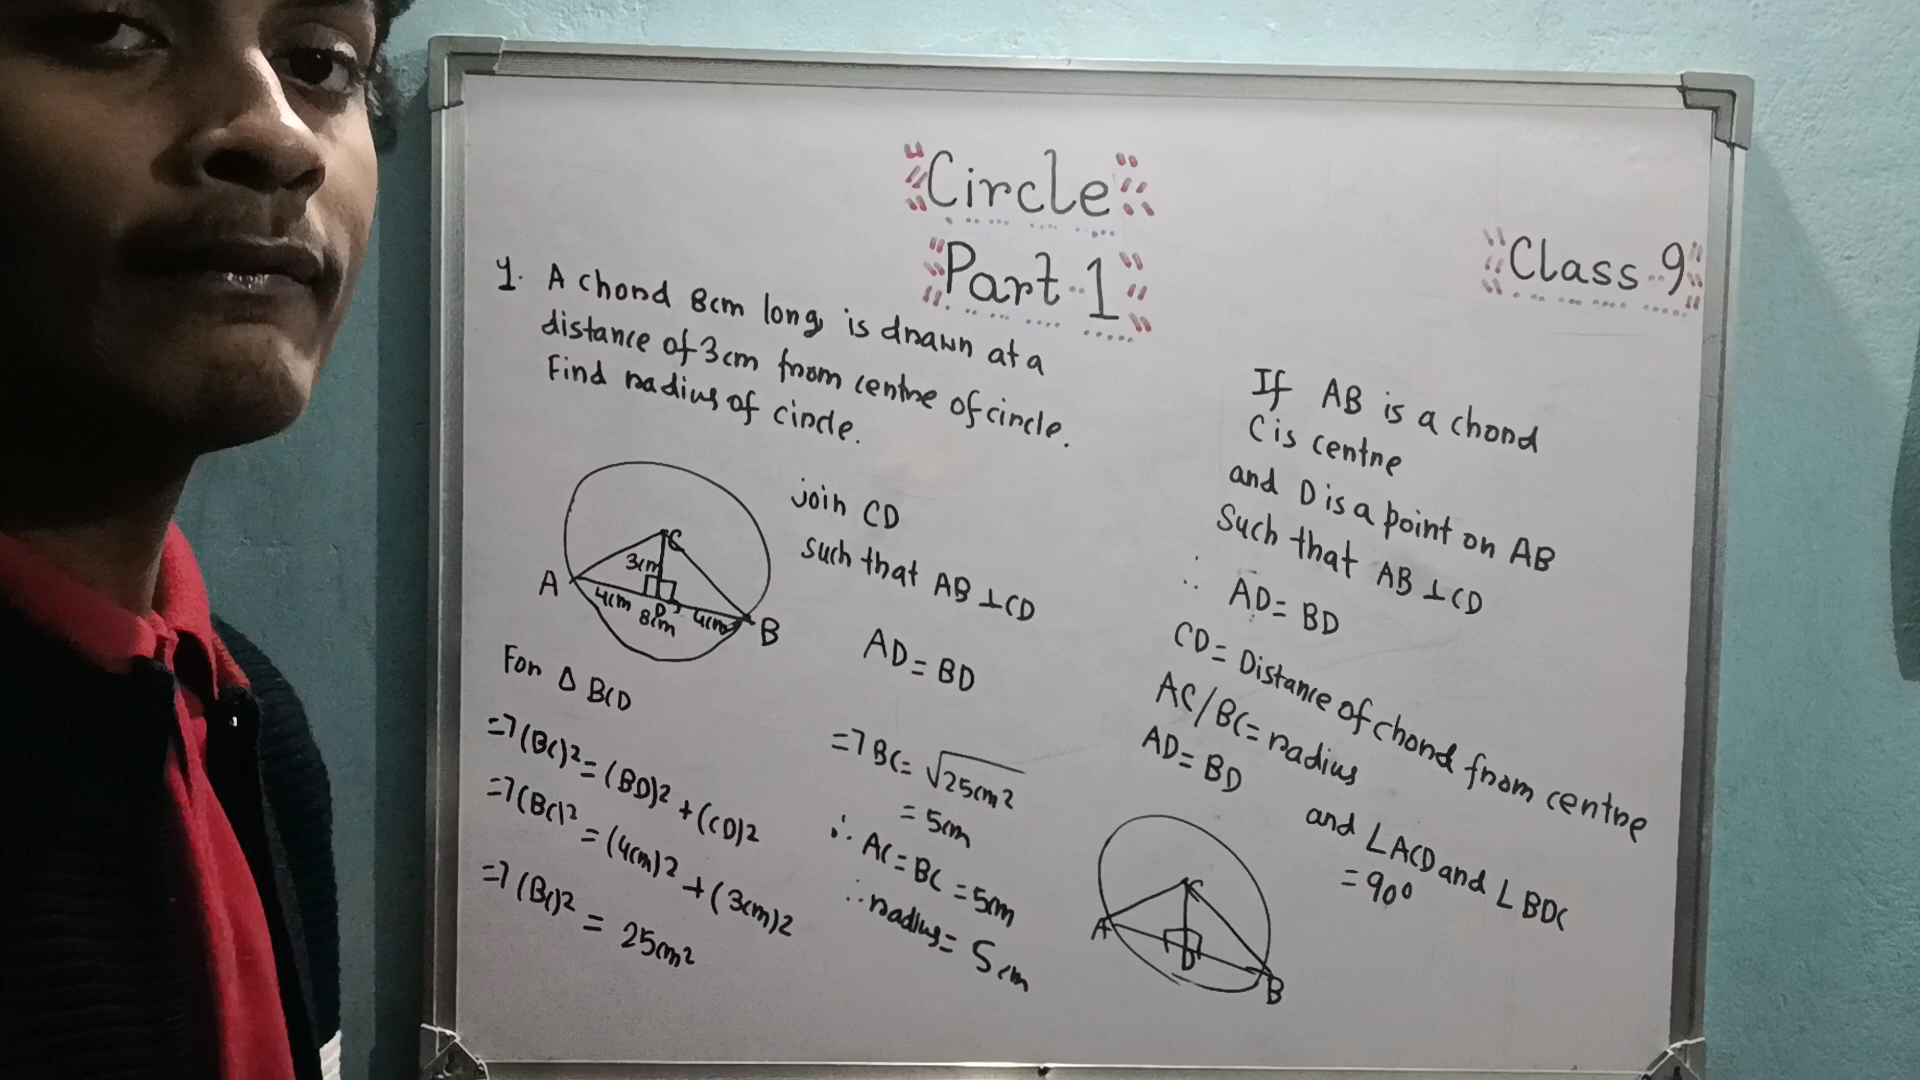 Circle
Part-1
Class-9
1. A chord 8cm long, is drawn at a
distance of 3cm from centre of circle.
Find radius of circle.
C
3cm
A
4cm
D
4cm
8cm
B
join CD
such that AB ⊥ CD
AD = BD
For Δ BCD
=> (BC)² = (BD)² + (CD)²
=> (BC)² = (4cm)² + (3cm)²
=> (BC)² = 25cm²
=> BC = √25cm²
= 5cm
∴ AC = BC = 5cm
∴ radius = 5cm
If AB is a chord
C is centre
and D is a point on AB
Such that AB ⊥ CD
∴ AD = BD
CD = Distance of chord from centre
AC/BC = radius
AD = BD
and ∠ACD and ∠BDC
= 90°
C
A
D
B